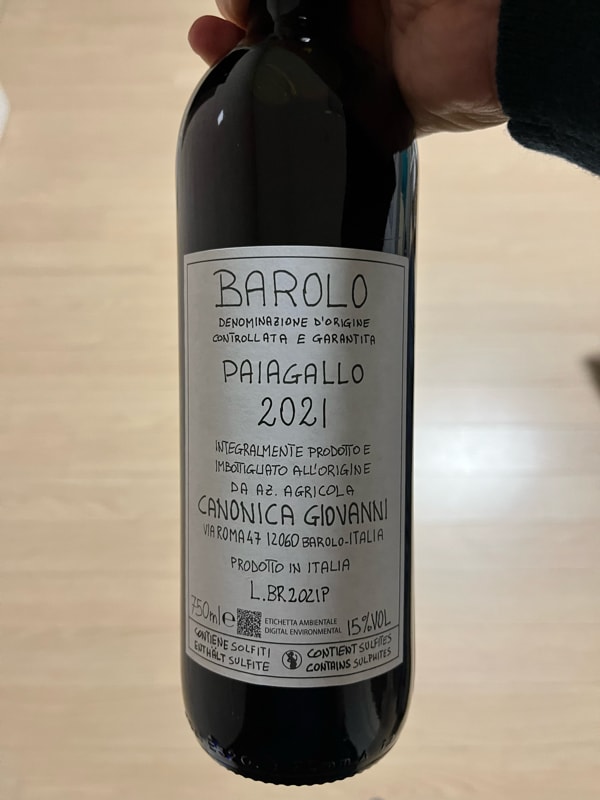 BAROLO
DENOMINAZIONE D'ORIGINE
CONTROLLATA E GARANTITA
PAIAGALLO
2021
INTEGRALMENTE PRODOTTO E
IMBOTTIGLIATO ALL'ORIGINE
DA AZ. AGRICOLA
CANONICA GIOVANNI
VIA ROMA 47 12060 BAROLO-ITALIA
PRODOTTO IN ITALIA
L.BR2021P
750ml e
ETICHETTA AMBIENTALE
DIGITAL ENVIRONMENTAL
15%VOL
CONTIENE SOLFITI
ENTHÄLT SULFITE
CONTIENT SULFITES
CONTAINS SULPHITES